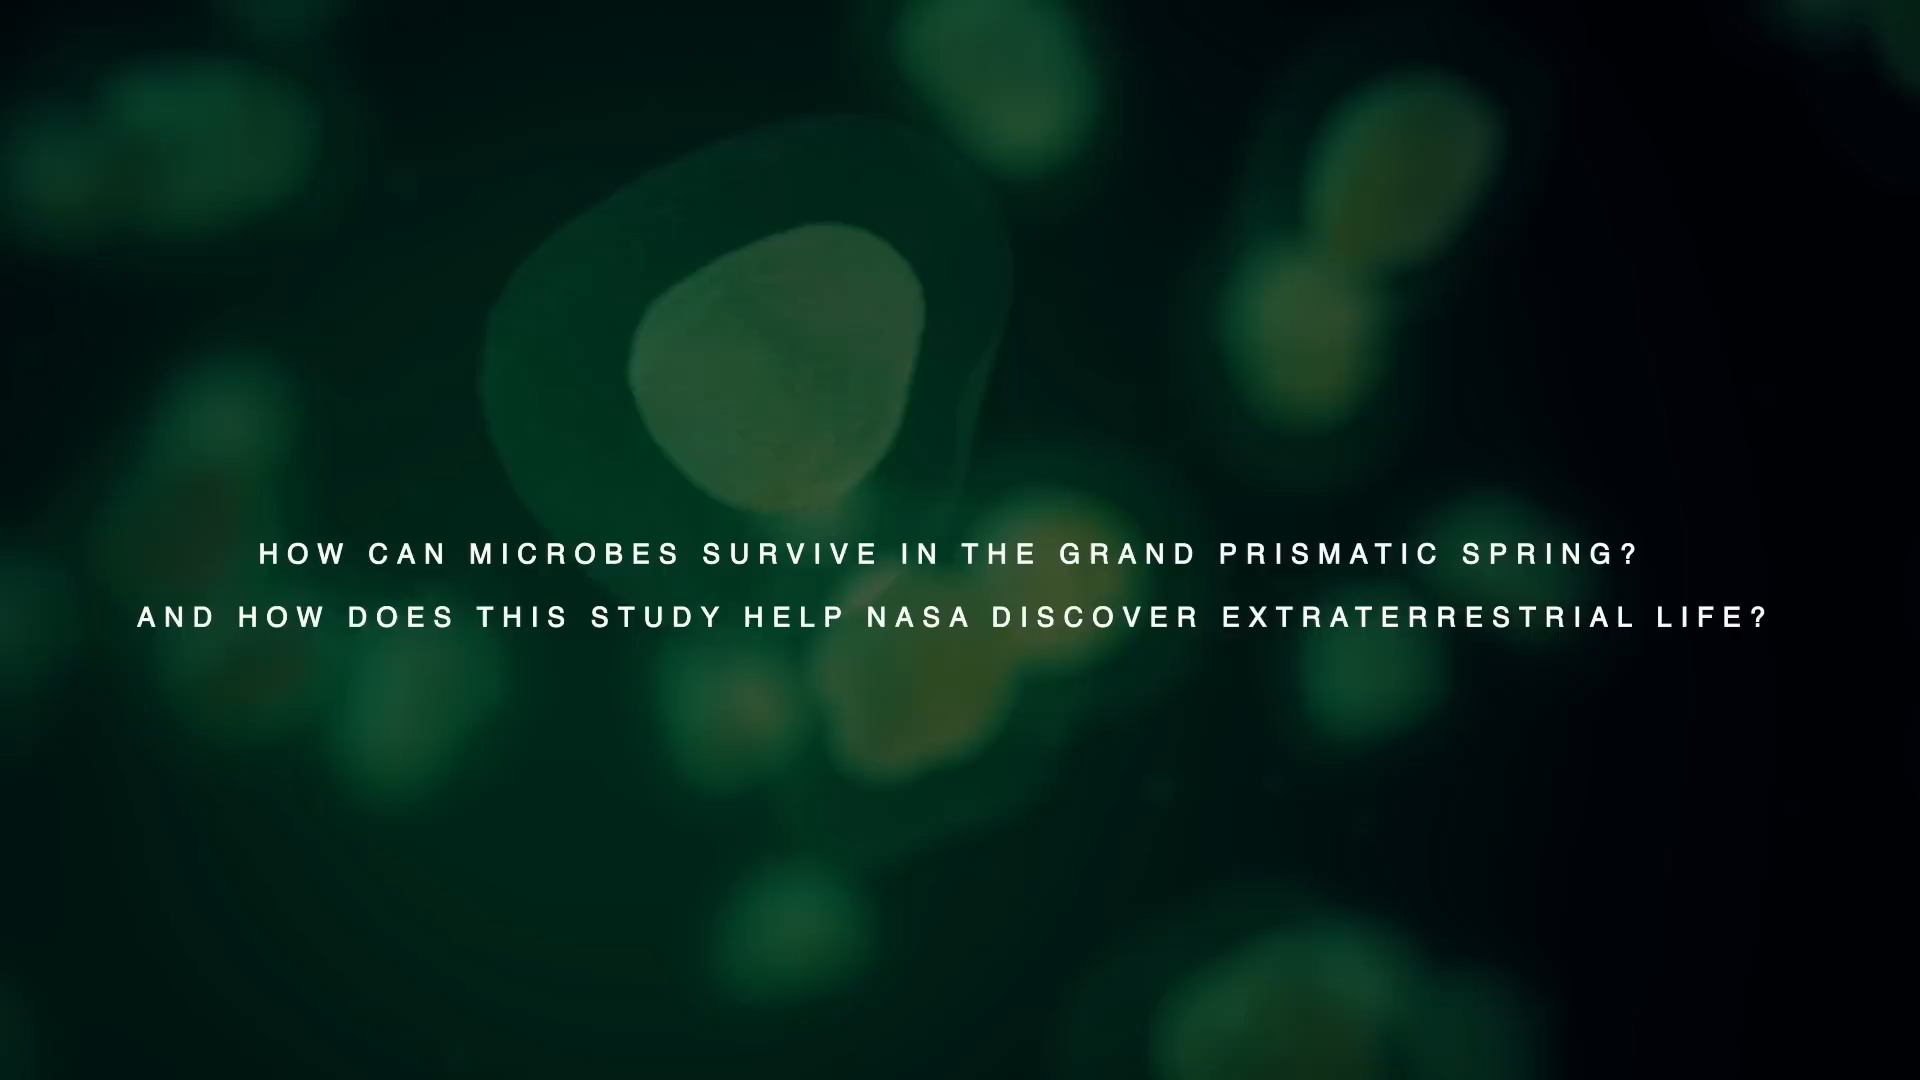 HOW CAN MICROBES SURVIVE IN THE GRAND PRISMATIC SPRING?
AND HOW DOES THIS STUDY HELP NASA DISCOVER EXTRATERRESTRIAL LIFE?